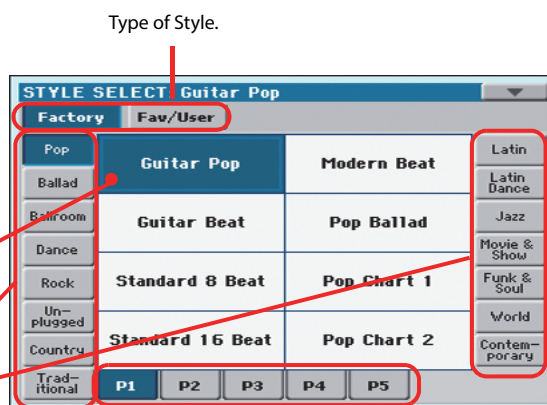 Type of Style.
STYLE SELECT: Guitar Pop
Factory Fav/User
Pop
Ballad
Ballroom
Dance
Rock
Un-
plugged
Country
Trad-
itional
Guitar Pop Modern Beat
Guitar Beat Pop Ballad
Standard 8 Beat Pop Chart 1
Standard 16 Beat Pop Chart 2
Latin
Latin
Dance
Jazz
Movie &
Show
Funk &
Soul
World
Contem-
porary
P1 P2 P3 P4 P5